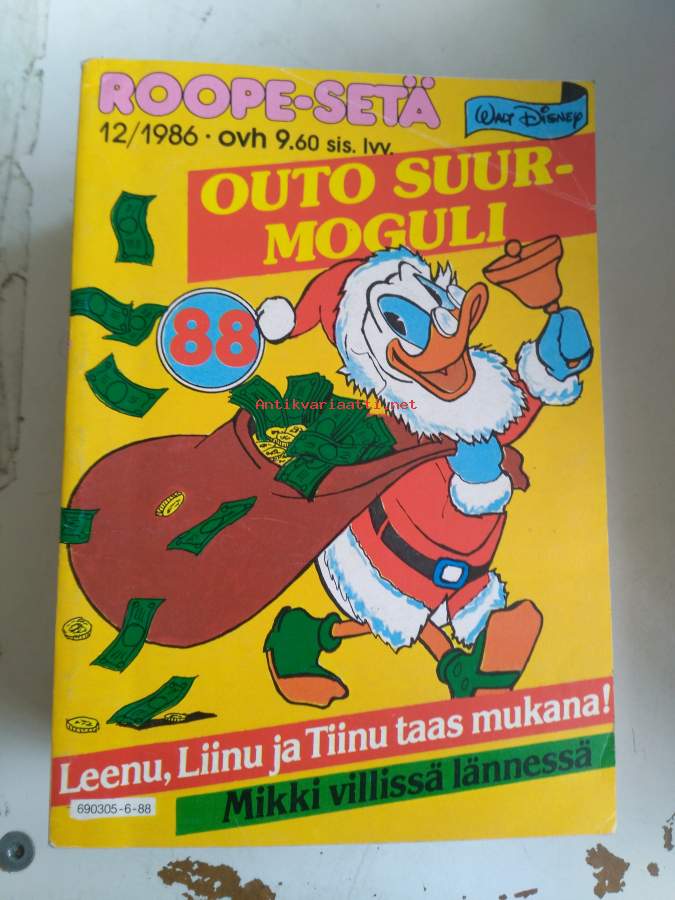 ROOPE-SETÄ
WALT DISNEY
12/1986 · ovh 9.60 sis. lvv.
OUTO SUUR-
MOGULI
88
Antikvariaatti.net
Leenu, Liinu ja Tiinu taas mukana!
Mikki villissä lännessä
690305-6-88